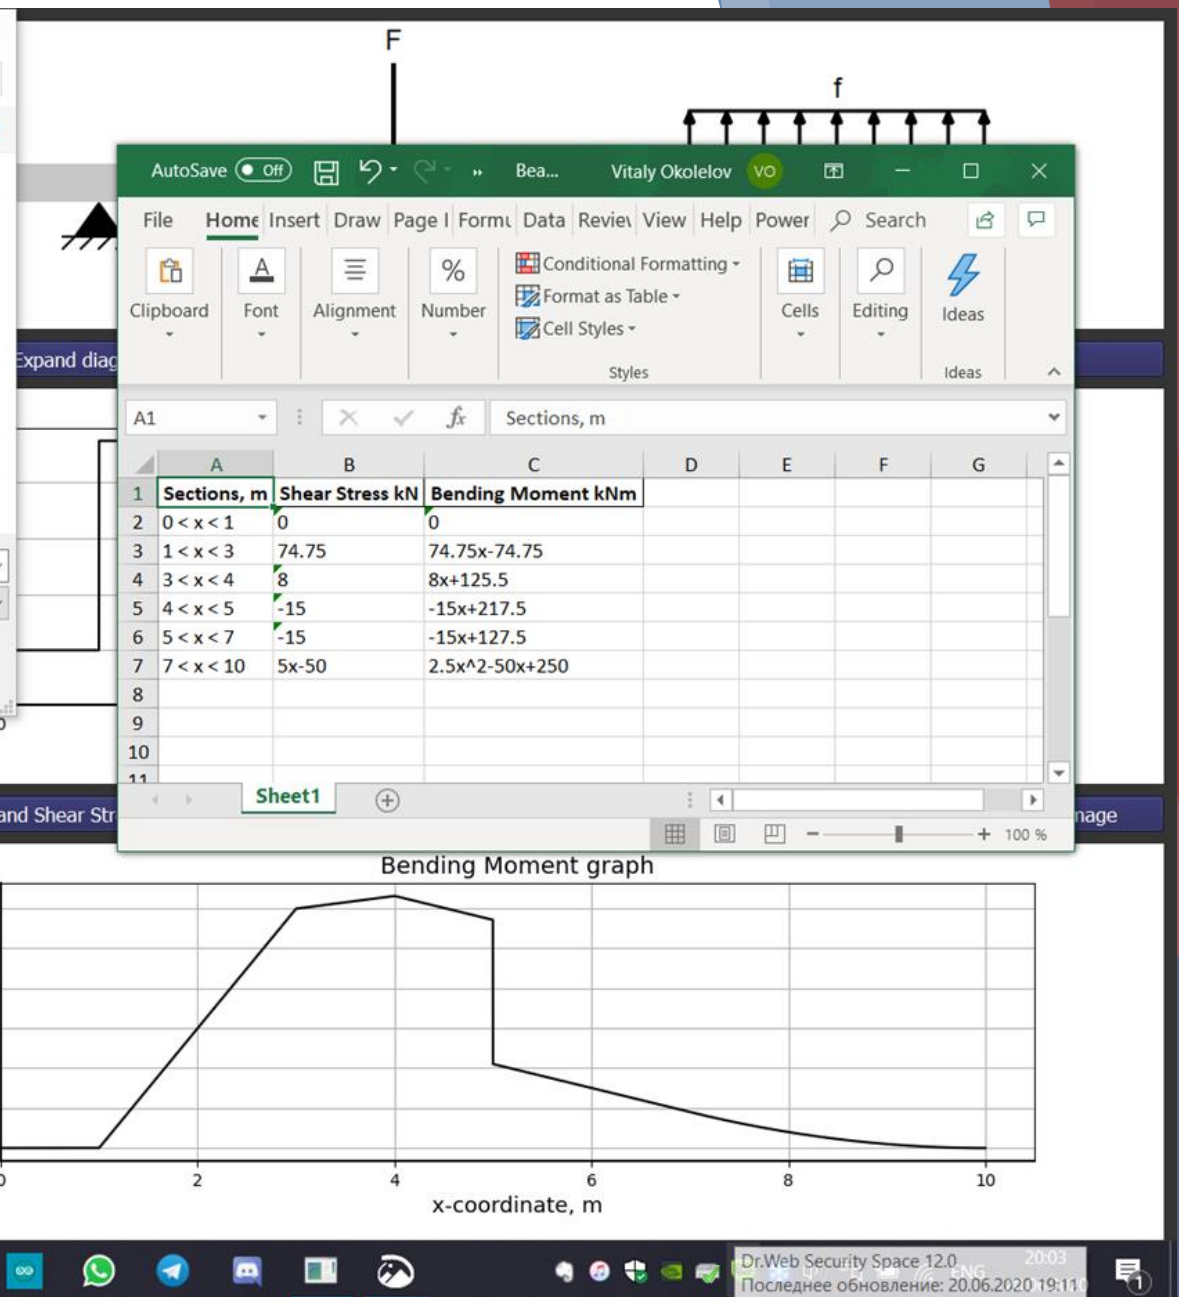 F
f
AutoSave Off Bea... Vitaly Okolelov VO
File Home Insert Draw Page l Formu Data Review View Help Power Search
Clipboard Font Alignment Number Conditional Formatting Format as Table Cell Styles Cells Editing Ideas
Styles Ideas
Expand diag
A1 fx Sections, m
A B C D E F G
1 Sections, m Shear Stress kN Bending Moment kNm
2 0 < x < 1 0 0
3 1 < x < 3 74.75 74.75x-74.75
4 3 < x < 4 8 8x+125.5
5 4 < x < 5 -15 -15x+217.5
6 5 < x < 7 -15 -15x+127.5
7 7 < x < 10 5x-50 2.5x^2-50x+250
8
9
10
11
Sheet1
and Shear Str nage
100 %
Bending Moment graph
0 2 4 6 8 10
x-coordinate, m
Dr.Web Security Space 12.0 20:03
Последнее обновление: 20.06.2020 19:11
ENG
1